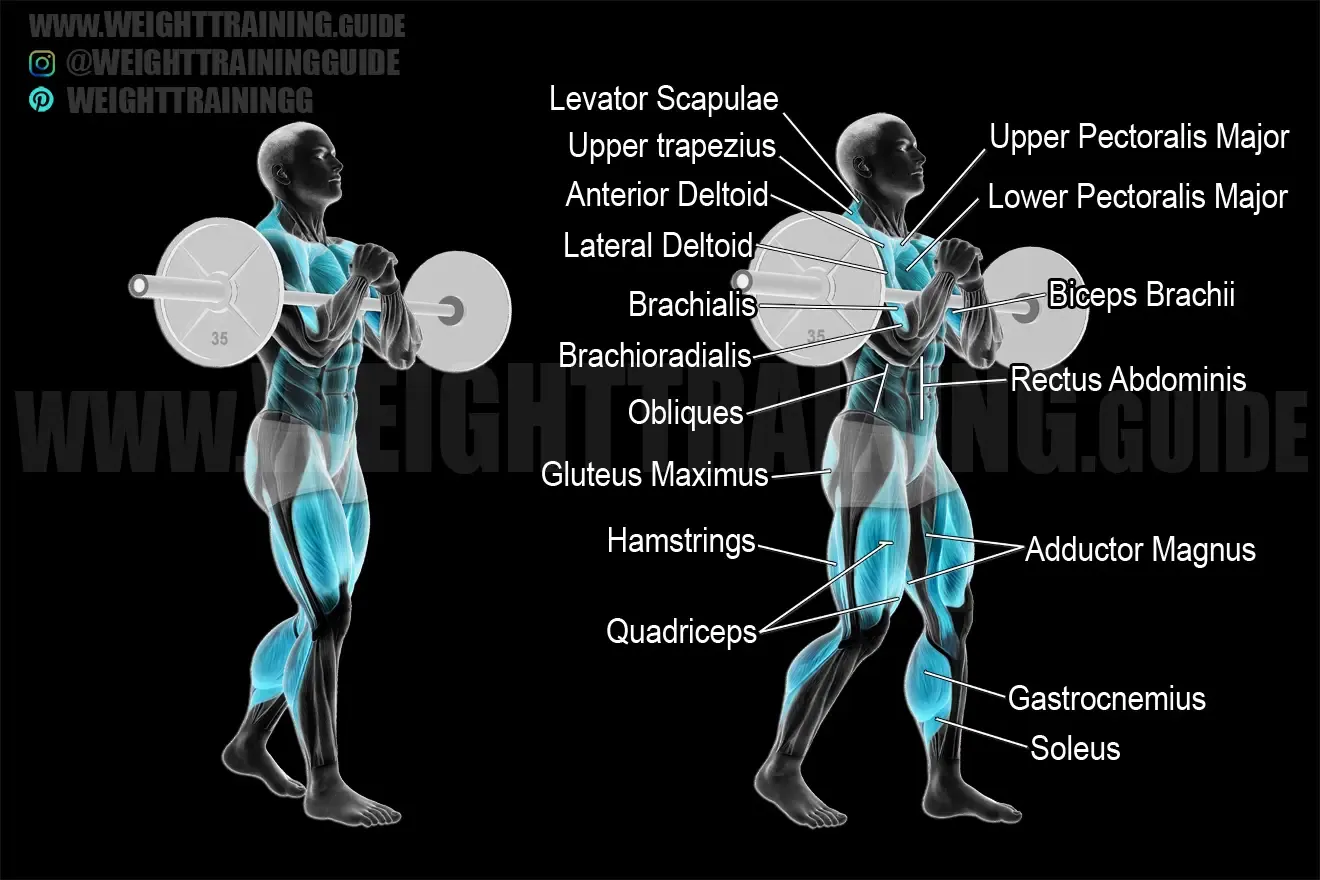 WWW.WEIGHTTRAINING.GUIDE
@WEIGHTTRAININGGUIDE
WEIGHTTRAININGG
Levator Scapulae
Upper trapezius
Anterior Deltoid
Lateral Deltoid
Brachialis
Brachioradialis
Obliques
Gluteus Maximus
Hamstrings
Quadriceps
Upper Pectoralis Major
Lower Pectoralis Major
Biceps Brachii
Rectus Abdominis
Adductor Magnus
Gastrocnemius
Soleus
35
35
WWW.WEIGHTTRAINING.GUIDE